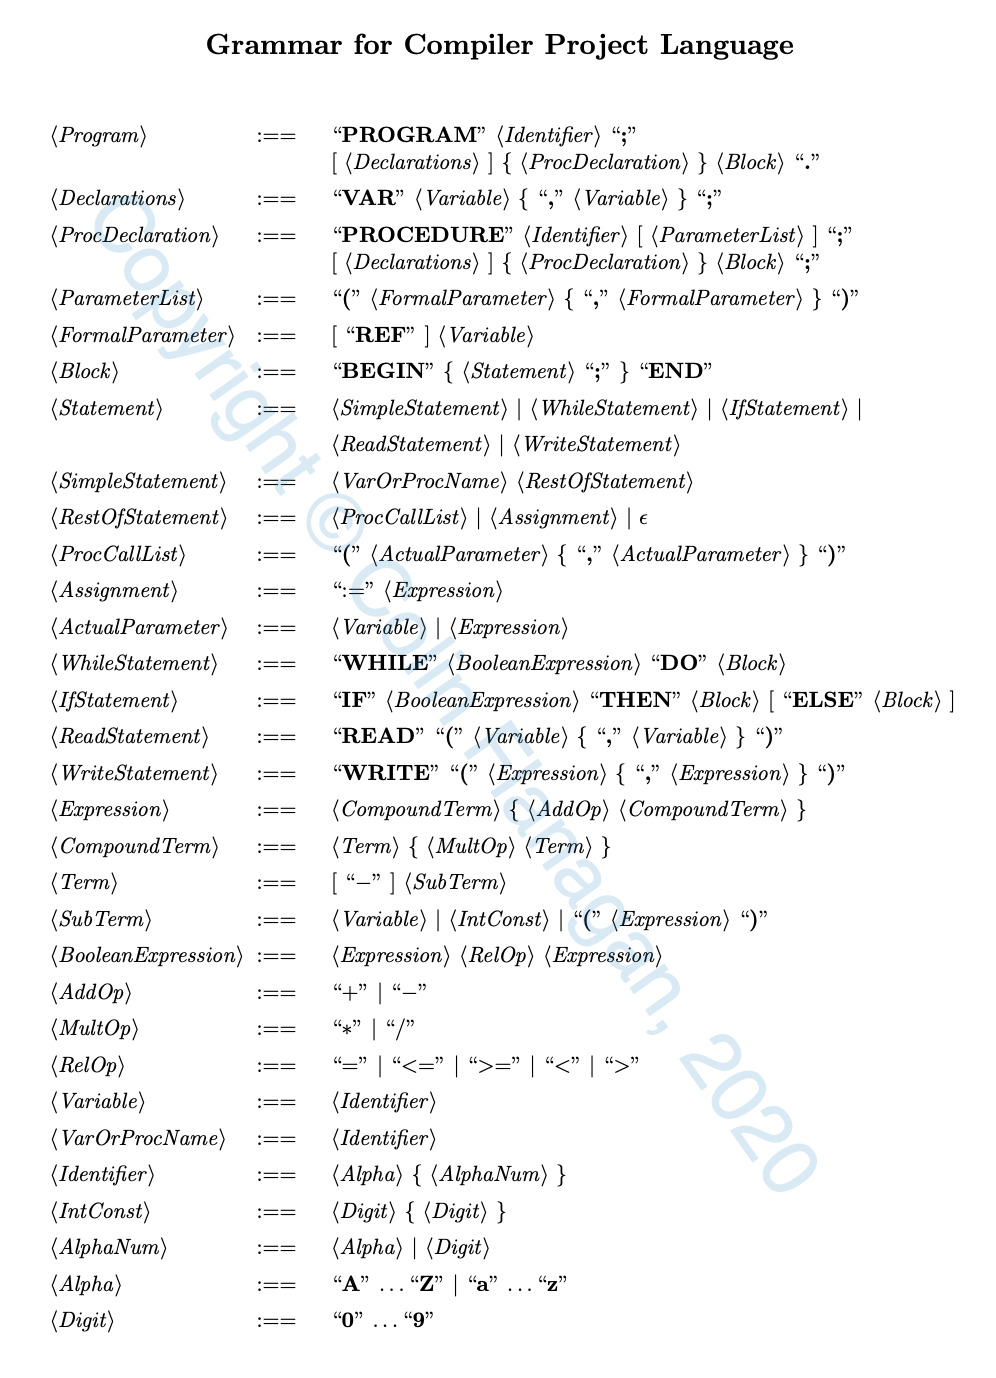 Grammar for Compiler Project Language
⟨Program⟩ :== “PROGRAM” ⟨Identifier⟩ “;”
[ ⟨Declarations⟩ ] { ⟨ProcDeclaration⟩ } ⟨Block⟩ “.”
⟨Declarations⟩ :== “VAR” ⟨Variable⟩ { “,” ⟨Variable⟩ } “;”
⟨ProcDeclaration⟩ :== “PROCEDURE” ⟨Identifier⟩ [ ⟨ParameterList⟩ ] “;”
[ ⟨Declarations⟩ ] { ⟨ProcDeclaration⟩ } ⟨Block⟩ “;”
⟨ParameterList⟩ :== “(” ⟨FormalParameter⟩ { “,” ⟨FormalParameter⟩ } “)”
⟨FormalParameter⟩ :== [ “REF” ] ⟨Variable⟩
⟨Block⟩ :== “BEGIN” { ⟨Statement⟩ “;” } “END”
⟨Statement⟩ :== ⟨SimpleStatement⟩ | ⟨WhileStatement⟩ | ⟨IfStatement⟩ |
⟨ReadStatement⟩ | ⟨WriteStatement⟩
⟨SimpleStatement⟩ :== ⟨VarOrProcName⟩ ⟨RestOfStatement⟩
⟨RestOfStatement⟩ :== ⟨ProcCallList⟩ | ⟨Assignment⟩ | ϵ
⟨ProcCallList⟩ :== “(” ⟨ActualParameter⟩ { “,” ⟨ActualParameter⟩ } “)”
⟨Assignment⟩ :== “:=” ⟨Expression⟩
⟨ActualParameter⟩ :== ⟨Variable⟩ | ⟨Expression⟩
⟨WhileStatement⟩ :== “WHILE” ⟨BooleanExpression⟩ “DO” ⟨Block⟩
⟨IfStatement⟩ :== “IF” ⟨BooleanExpression⟩ “THEN” ⟨Block⟩ [ “ELSE” ⟨Block⟩ ]
⟨ReadStatement⟩ :== “READ” “(” ⟨Variable⟩ { “,” ⟨Variable⟩ } “)”
⟨WriteStatement⟩ :== “WRITE” “(” ⟨Expression⟩ { “,” ⟨Expression⟩ } “)”
⟨Expression⟩ :== ⟨CompoundTerm⟩ { ⟨AddOp⟩ ⟨CompoundTerm⟩ }
⟨CompoundTerm⟩ :== ⟨Term⟩ { ⟨MultOp⟩ ⟨Term⟩ }
⟨Term⟩ :== [ “−” ] ⟨SubTerm⟩
⟨SubTerm⟩ :== ⟨Variable⟩ | ⟨IntConst⟩ | “(” ⟨Expression⟩ “)”
⟨BooleanExpression⟩ :== ⟨Expression⟩ ⟨RelOp⟩ ⟨Expression⟩
⟨AddOp⟩ :== “+” | “−”
⟨MultOp⟩ :== “*” | “/”
⟨RelOp⟩ :== “=” | “<=” | “>=” | “<” | “>”
⟨Variable⟩ :== ⟨Identifier⟩
⟨VarOrProcName⟩ :== ⟨Identifier⟩
⟨Identifier⟩ :== ⟨Alpha⟩ { ⟨AlphaNum⟩ }
⟨IntConst⟩ :== ⟨Digit⟩ { ⟨Digit⟩ }
⟨AlphaNum⟩ :== ⟨Alpha⟩ | ⟨Digit⟩
⟨Alpha⟩ :== “A” ...“Z” | “a” ...“z”
⟨Digit⟩ :== “0” ...“9”
Copyright © Colin Flanagan, 2020